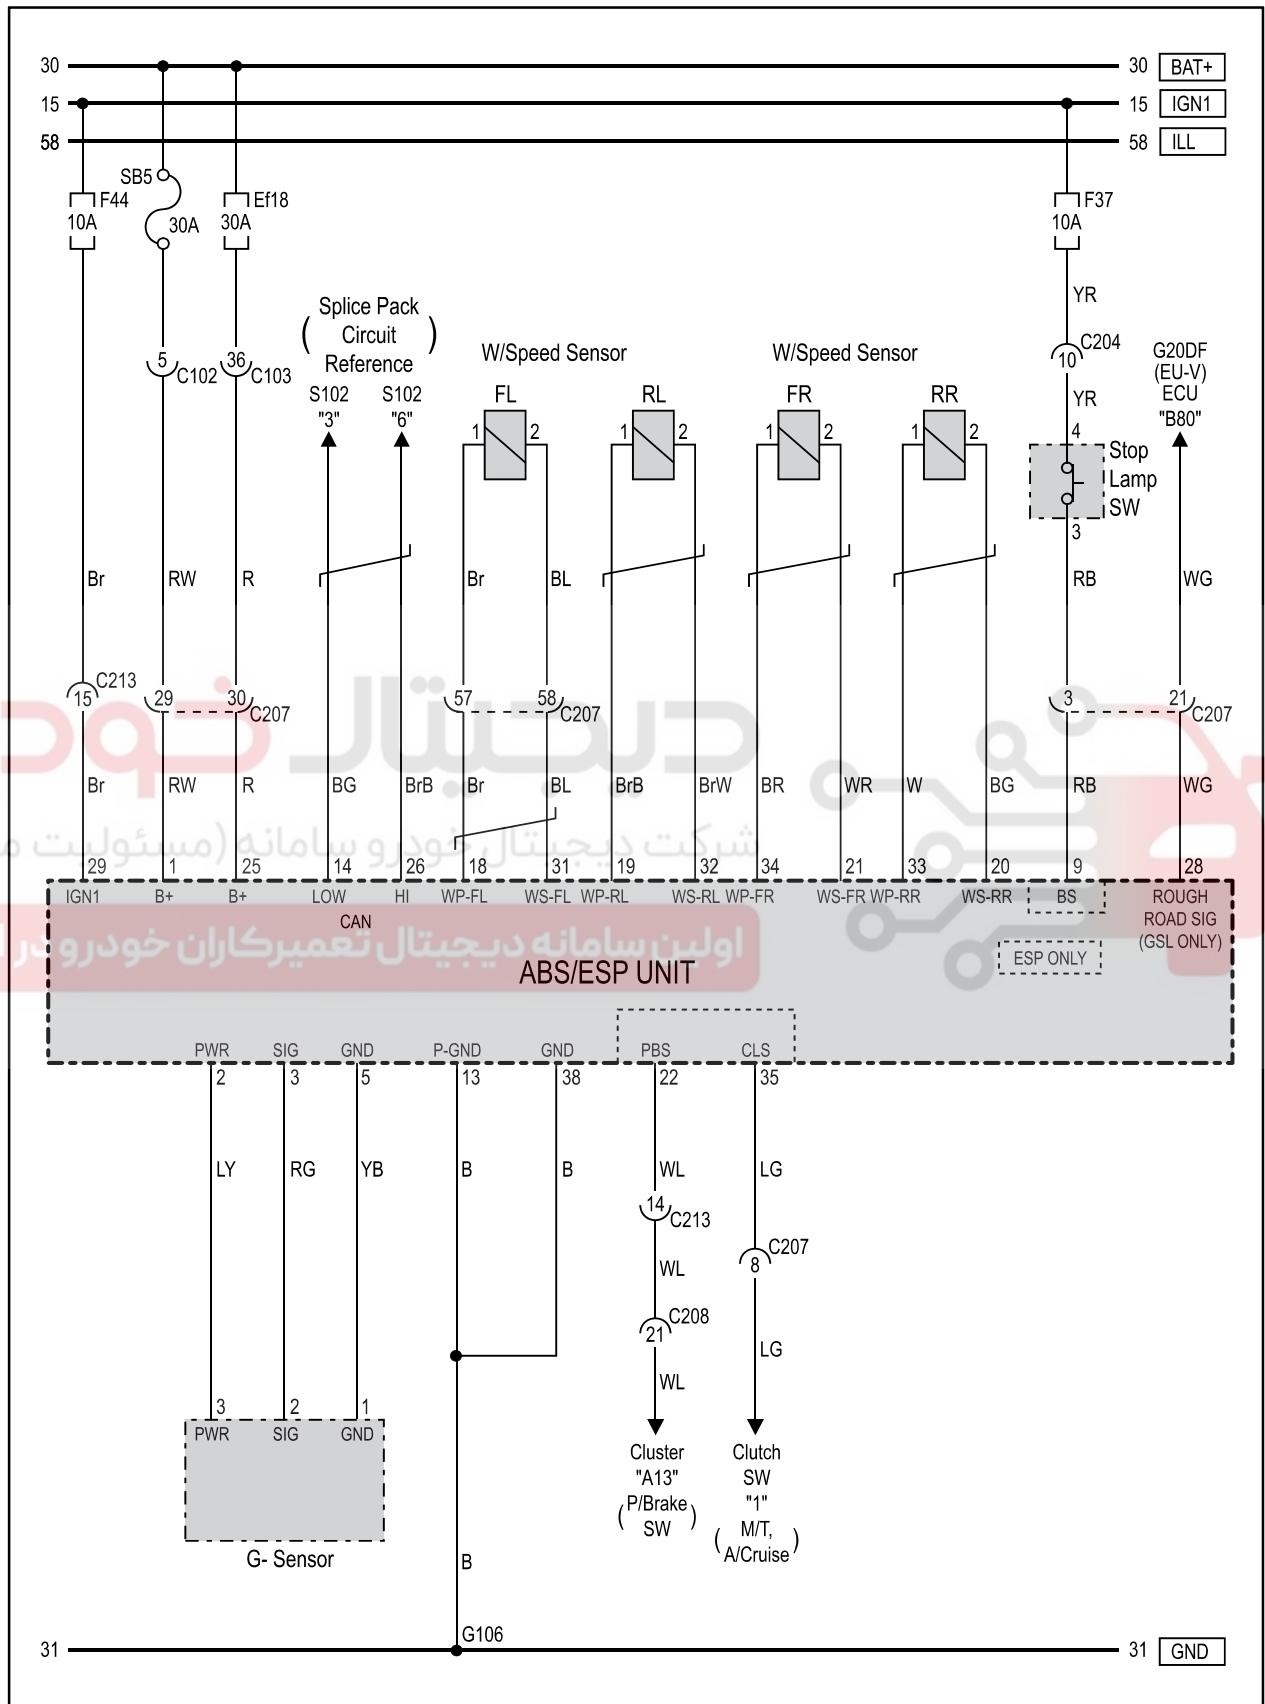 30 30 BAT+
15 15 IGN1
58 58 ILL
SB5 F44 Ef18 F37
10A 30A 30A 10A
YR
Splice Pack
Circuit
Reference
( )
5 C102 36 C103
W/Speed Sensor W/Speed Sensor
C204
10
G20DF
(EU-V)
ECU
"B80"
S102 S102 FL RL FR RR YR
"3" "6"
1 2 1 2 1 2 1 2 4
Stop
Lamp
SW
3
Br RW R Br BL RB WG
C213
15 29 30 C207 57 58 C207 3 21 C207
دیجیتال خودرو
Br RW R BG BrB Br BL BrB BrW BR WR W BG RB WG
شرکت دیجیتال خودرو سامانه (مسئولیت م
29 1 25 14 26 18 31 19 32 34 21 33 20 9 28
IGN1 B+ B+ LOW HI WP-FL WS-FL WP-RL WS-RL WP-FR WS-FR WP-RR WS-RR BS ROUGH
ROAD SIG
(GSL ONLY)
CAN
اولین سامانه دیجیتال تعمیرکاران خودرو در ا
ESP ONLY
ABS/ESP UNIT
PWR SIG GND P-GND GND PBS CLS
2 3 5 13 38 22 35
LY RG YB B B WL LG
14 C213
C207
8
WL
C208
21
LG
WL
3 2 1
PWR SIG GND
G- Sensor
Cluster
"A13"
( P/Brake )
SW
Clutch
SW
"1"
( M/T, )
A/Cruise
B
G106
31 31 GND